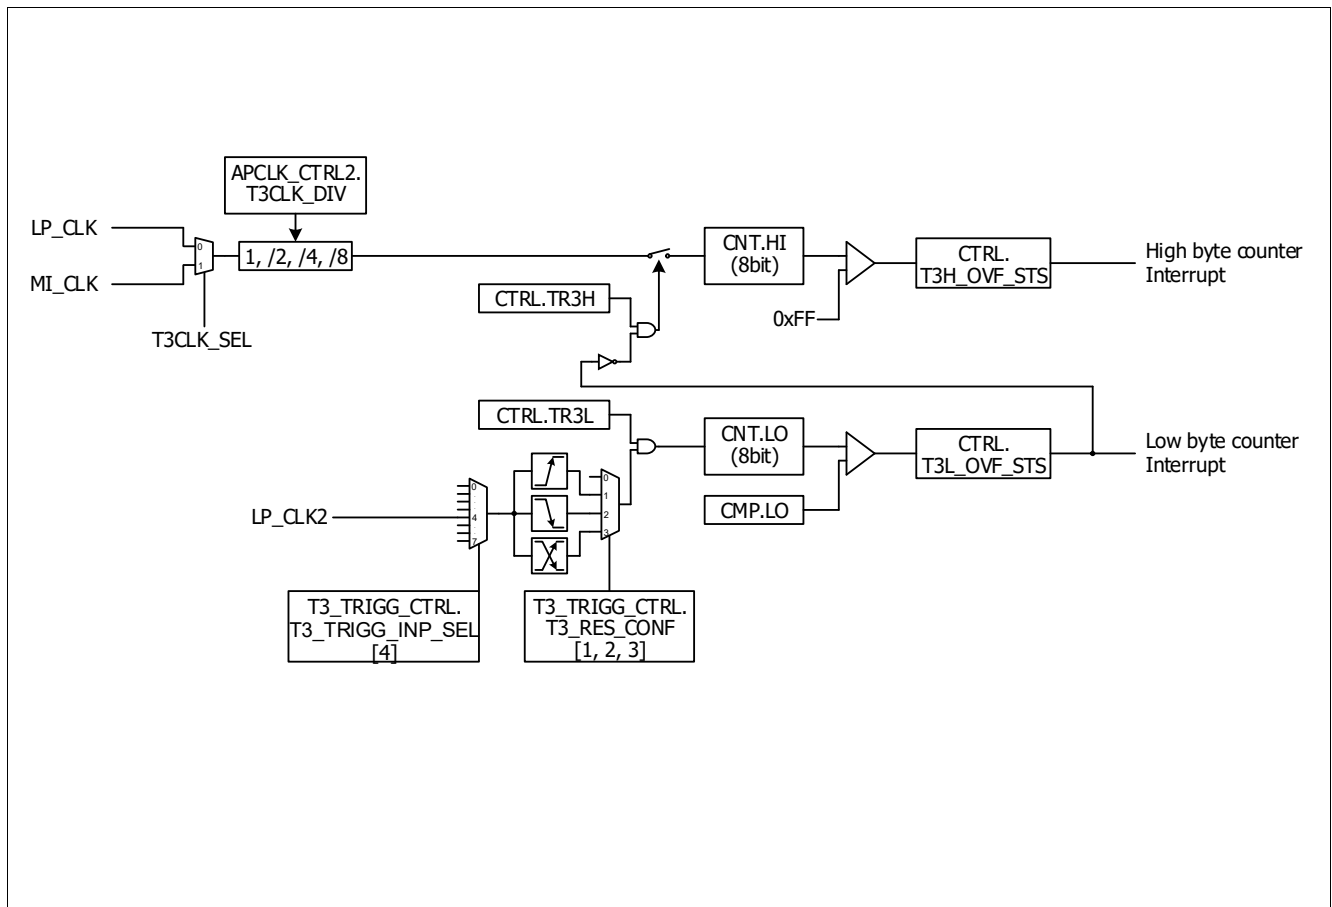 APCLK_CTRL2.
T3CLK_DIV
LP_CLK
MI_CLK
0
1
T3CLK_SEL
1, /2, /4, /8
CNT.HI
(8bit)
0xFF
CTRL.
T3H_OVF_STS
High byte counter
Interrupt
CTRL.TR3H
CTRL.TR3L
CNT.LO
(8bit)
CMP.LO
CTRL.
T3L_OVF_STS
Low byte counter
Interrupt
LP_CLK2
0
4
7
0
1
2
3
T3_TRIGG_CTRL.
T3_TRIGG_INP_SEL
[4]
T3_TRIGG_CTRL.
T3_RES_CONF
[1, 2, 3]